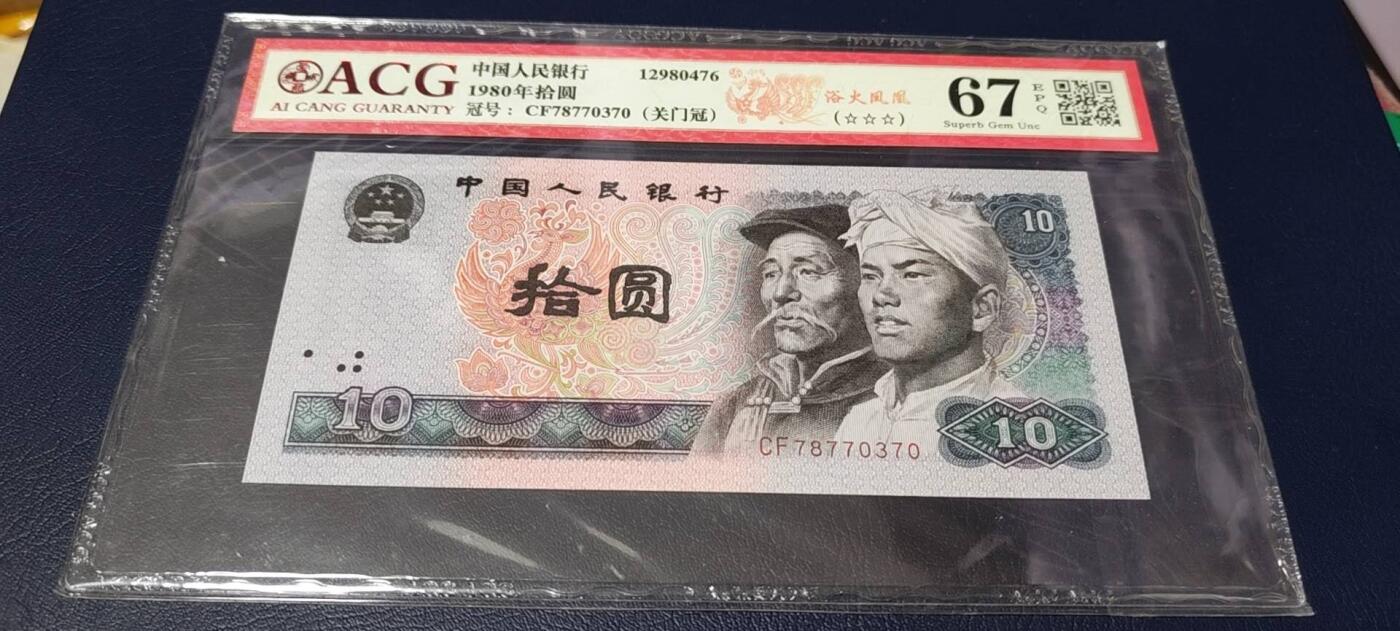 ACG
AI CANG GUARANTY
中国人民银行 12980476
1980年拾圆
冠号： CF78770370（关门冠）
浴火凤凰
(☆☆☆)
67
EPQ
Superb Gem Unc
中国人民银行
10
拾圆
10
CF78770370
10